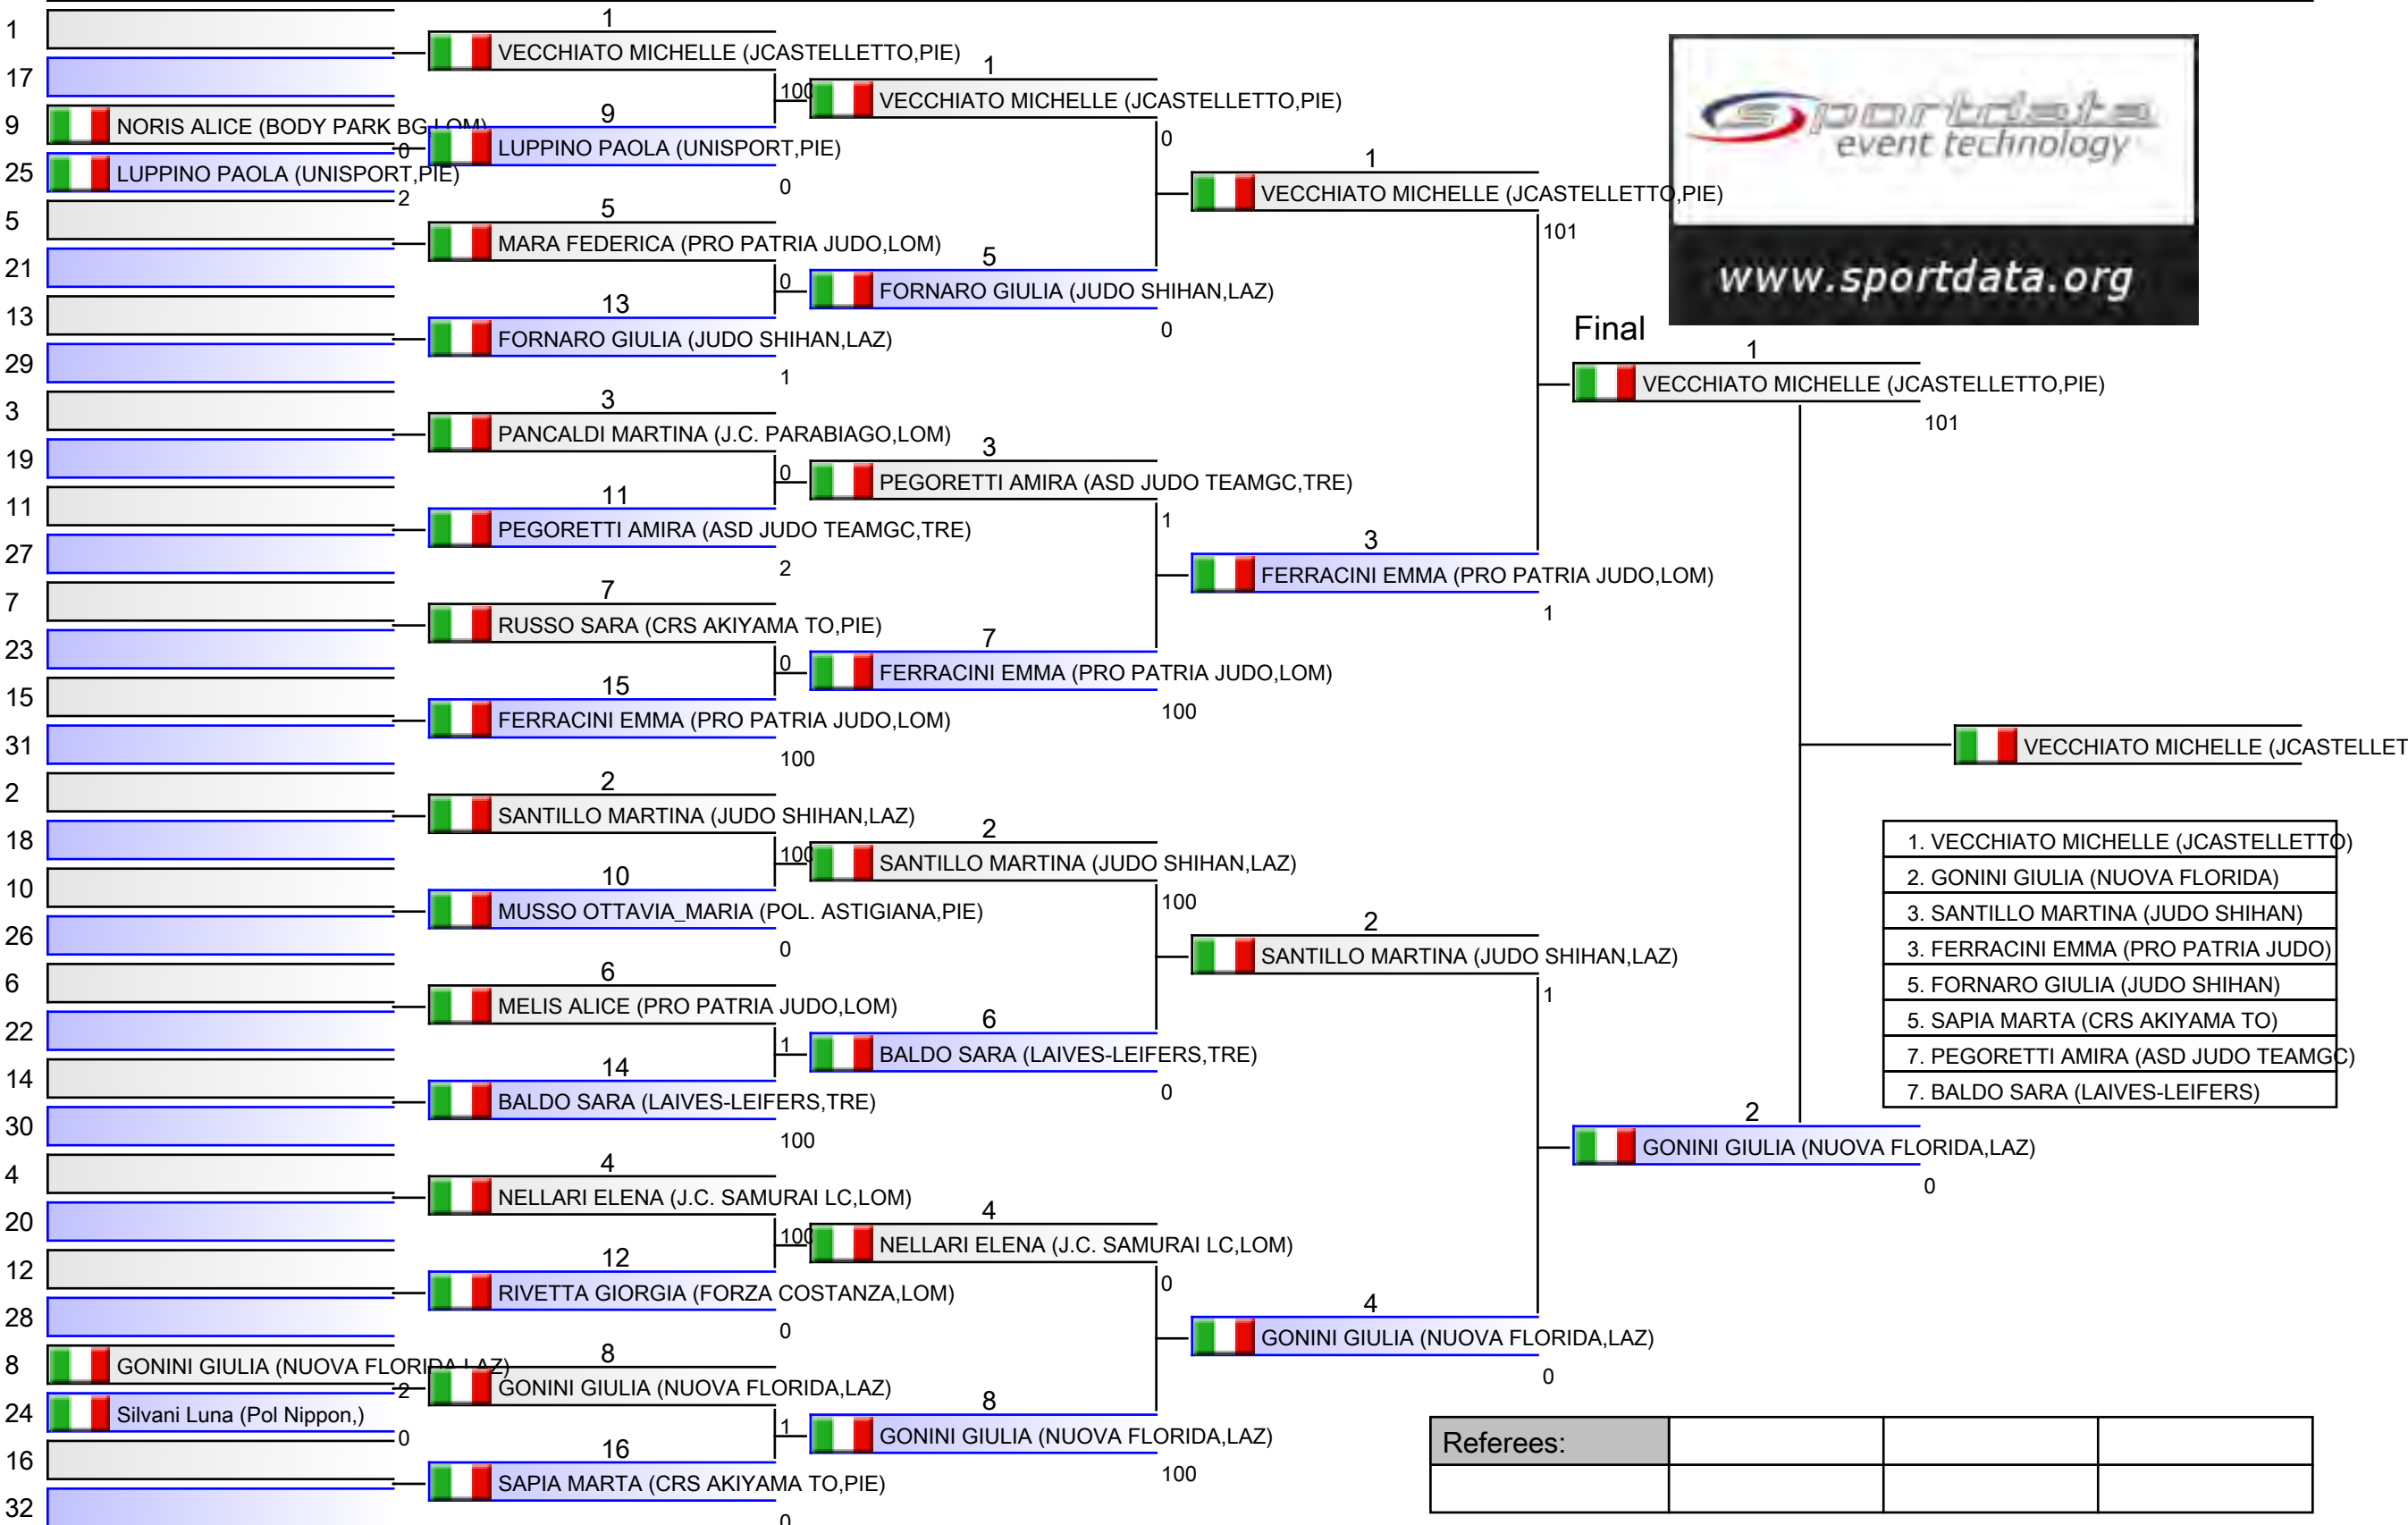 1
17
9 NORIS ALICE (BODY PARK BG,LOM)
0
25 LUPPINO PAOLA (UNISPORT,PIE)
2
5
21
13
29
3
19
11
27
7
23
15
31
2
18
10
26
6
22
14
30
4
20
12
28
8 GONINI GIULIA (NUOVA FLORIDA,LAZ)
2
24 Silvani Luna (Pol Nippon,)
0
16
32
1
VECCHIATO MICHELLE (JCASTELLETTO,PIE)
100
9
LUPPINO PAOLA (UNISPORT,PIE)
0
5
MARA FEDERICA (PRO PATRIA JUDO,LOM)
0
13
FORNARO GIULIA (JUDO SHIHAN,LAZ)
1
3
PANCALDI MARTINA (J.C. PARABIAGO,LOM)
0
11
PEGORETTI AMIRA (ASD JUDO TEAMGC,TRE)
2
7
RUSSO SARA (CRS AKIYAMA TO,PIE)
0
15
FERRACINI EMMA (PRO PATRIA JUDO,LOM)
100
2
SANTILLO MARTINA (JUDO SHIHAN,LAZ)
100
10
MUSSO OTTAVIA_MARIA (POL. ASTIGIANA,PIE)
0
6
MELIS ALICE (PRO PATRIA JUDO,LOM)
1
14
BALDO SARA (LAIVES-LEIFERS,TRE)
100
4
NELLARI ELENA (J.C. SAMURAI LC,LOM)
100
12
RIVETTA GIORGIA (FORZA COSTANZA,LOM)
0
8
GONINI GIULIA (NUOVA FLORIDA,LAZ)
1
16
SAPIA MARTA (CRS AKIYAMA TO,PIE)
0
1
VECCHIATO MICHELLE (JCASTELLETTO,PIE)
0
5
FORNARO GIULIA (JUDO SHIHAN,LAZ)
0
3
PEGORETTI AMIRA (ASD JUDO TEAMGC,TRE)
1
7
FERRACINI EMMA (PRO PATRIA JUDO,LOM)
100
2
SANTILLO MARTINA (JUDO SHIHAN,LAZ)
100
6
BALDO SARA (LAIVES-LEIFERS,TRE)
0
4
NELLARI ELENA (J.C. SAMURAI LC,LOM)
0
8
GONINI GIULIA (NUOVA FLORIDA,LAZ)
100
1
VECCHIATO MICHELLE (JCASTELLETTO,PIE)
101
3
FERRACINI EMMA (PRO PATRIA JUDO,LOM)
1
2
SANTILLO MARTINA (JUDO SHIHAN,LAZ)
1
4
GONINI GIULIA (NUOVA FLORIDA,LAZ)
0
sportdata
event technology
www.sportdata.org
Final
1
VECCHIATO MICHELLE (JCASTELLETTO,PIE)
101
2
GONINI GIULIA (NUOVA FLORIDA,LAZ)
0
VECCHIATO MICHELLE (JCASTELLET
1. VECCHIATO MICHELLE (JCASTELLETTO)
2. GONINI GIULIA (NUOVA FLORIDA)
3. SANTILLO MARTINA (JUDO SHIHAN)
3. FERRACINI EMMA (PRO PATRIA JUDO)
5. FORNARO GIULIA (JUDO SHIHAN)
5. SAPIA MARTA (CRS AKIYAMA TO)
7. PEGORETTI AMIRA (ASD JUDO TEAMGC)
7. BALDO SARA (LAIVES-LEIFERS)
Referees: